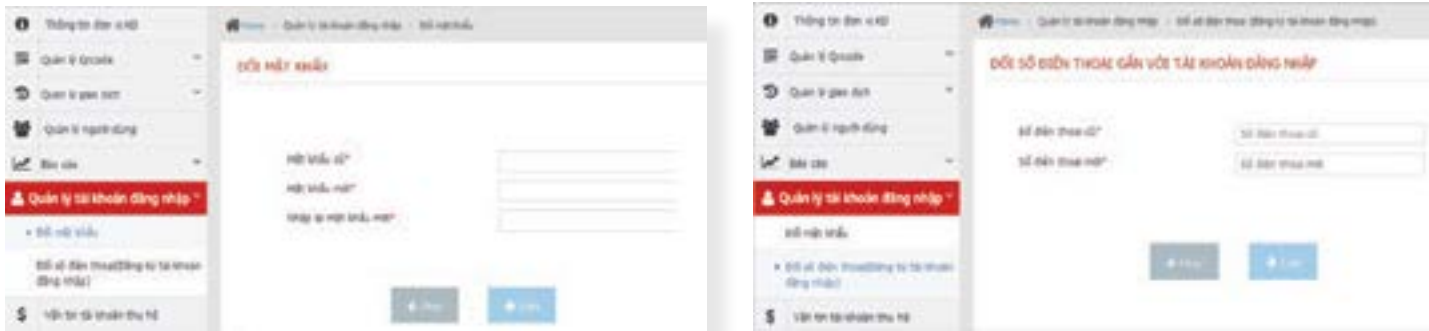 Thông tin đơn vị KD
Quản lý Qrcode
Quản lý giao dịch
Quản lý người dùng
Báo cáo
Quản lý tài khoản đăng nhập
Đổi mật khẩu
Đổi số điện thoại(Đăng ký tài khoản
đăng nhập)
Vấn tin tài khoản thu hộ
Home Quản lý tài khoản đăng nhập Đổi mật khẩu
ĐỔI MẬT KHẨU
Mật khẩu cũ*
Mật khẩu mới*
Nhập lại mật khẩu mới*
Thông tin đơn vị KD
Quản lý Qrcode
Quản lý giao dịch
Quản lý người dùng
Báo cáo
Quản lý tài khoản đăng nhập
Đổi mật khẩu
Đổi số điện thoại(Đăng ký tài khoản
đăng nhập)
Vấn tin tài khoản thu hộ
Home Quản lý tài khoản đăng nhập Đổi số điện thoại (Đăng ký tài khoản đăng nhập)
ĐỔI SỐ ĐIỆN THOẠI GẮN VỚI TÀI KHOẢN ĐĂNG NHẬP
Số điện thoại cũ* Số điện thoại cũ
Số điện thoại mới* Số điện thoại mới